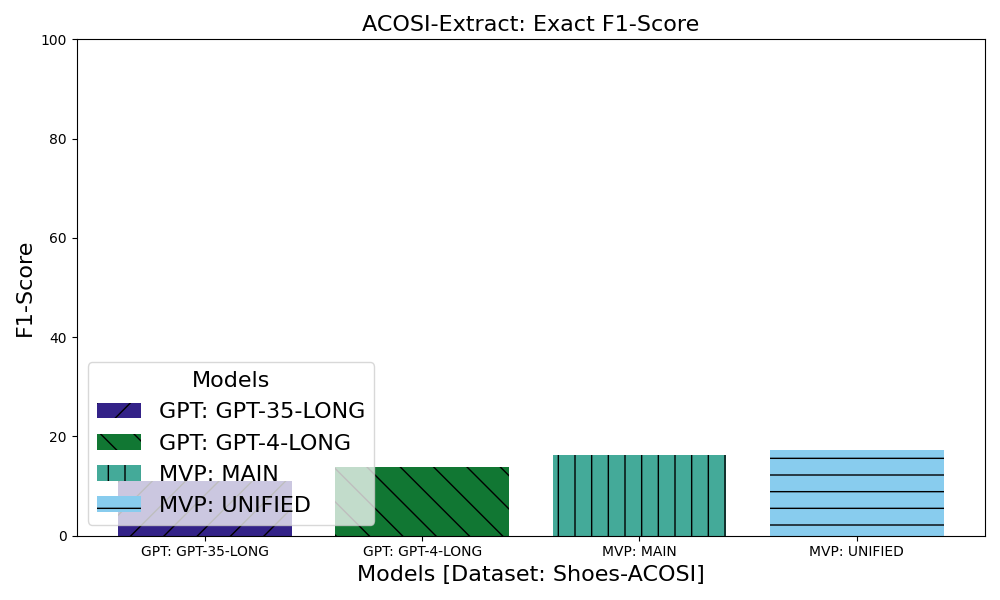 ACOSI-Extract: Exact F1-Score
100
80
60
40
20
0
F1-Score
Models
GPT: GPT-35-LONG
GPT: GPT-4-LONG
MVP: MAIN
MVP: UNIFIED
GPT: GPT-35-LONG
GPT: GPT-4-LONG
MVP: MAIN
MVP: UNIFIED
Models [Dataset: Shoes-ACOSI]